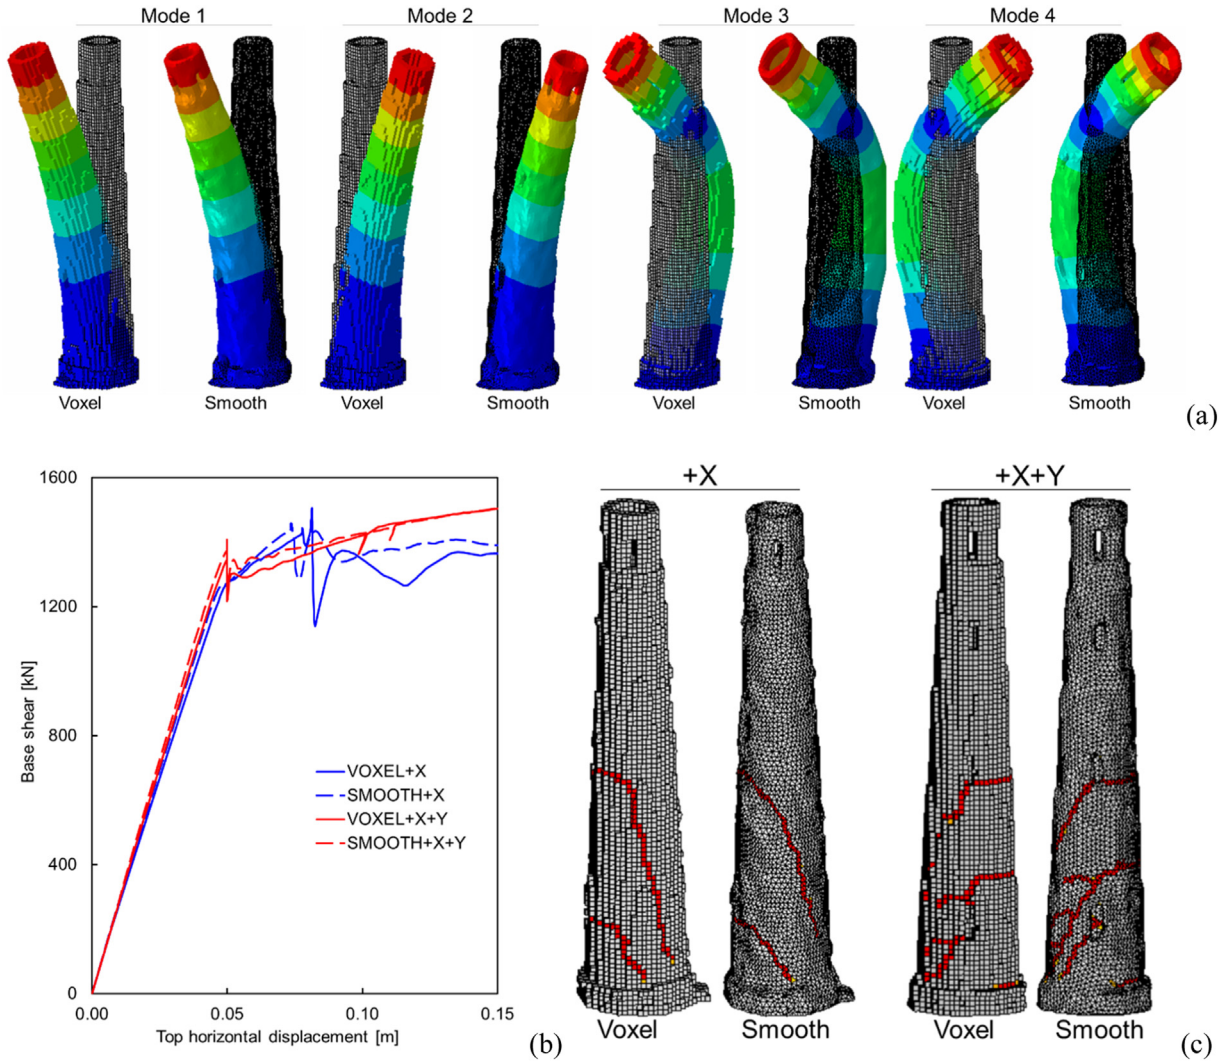 Mode 1 Mode 2 Mode 3 Mode 4
Voxel Smooth Voxel Smooth Voxel Smooth Voxel Smooth
(a)
1600
1200
800
400
0
Base shear [kN]
VOXEL+X
SMOOTH+X
VOXEL+X+Y
SMOOTH+X+Y
0.00 0.05 0.10 0.15
Top horizontal displacement [m]
(b)
+X +X+Y
Voxel Smooth Voxel Smooth
(c)